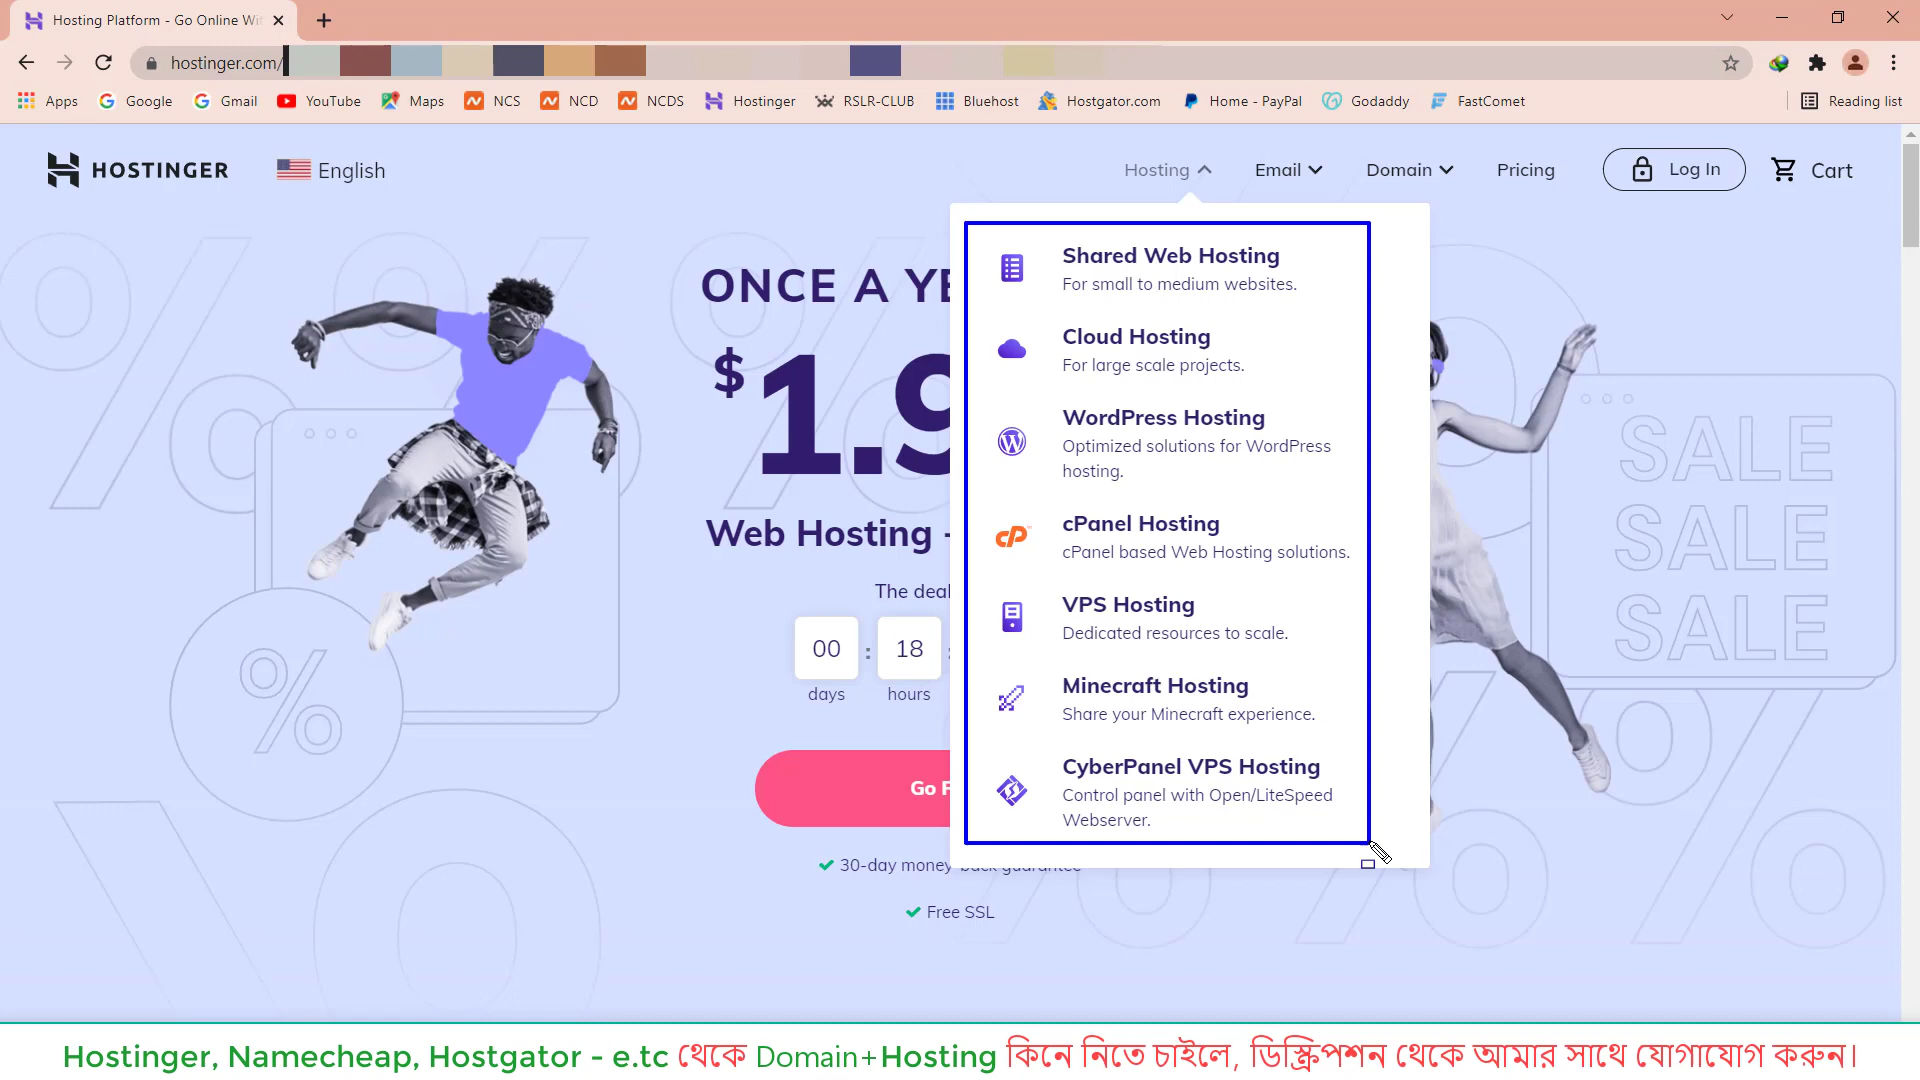 Hosting Platform - Go Online Wit
hostinger.com/
Apps Google Gmail YouTube Maps NCS NCD NCDS Hostinger RSLR-CLUB Bluehost Hostgator.com Home - PayPal Godaddy FastComet Reading list
HOSTINGER English Hosting Email Domain Pricing Log In Cart
ONCE A YE
$1.9
Web Hosting -
The deal
00 : 18 :
days hours
Go P
30-day money-back guarantee
Free SSL
Shared Web Hosting
For small to medium websites.
Cloud Hosting
For large scale projects.
WordPress Hosting
Optimized solutions for WordPress
hosting.
cP cPanel Hosting
cPanel based Web Hosting solutions.
VPS Hosting
Dedicated resources to scale.
Minecraft Hosting
Share your Minecraft experience.
CyberPanel VPS Hosting
Control panel with Open/LiteSpeed
Webserver.
SALE
SALE
SALE
Hostinger, Namecheap, Hostgator - e.tc থেকে Domain+Hosting কিনে নিতে চাইলে, ডিস্ক্রিপশন থেকে আমার সাথে যোগাযোগ করুন।